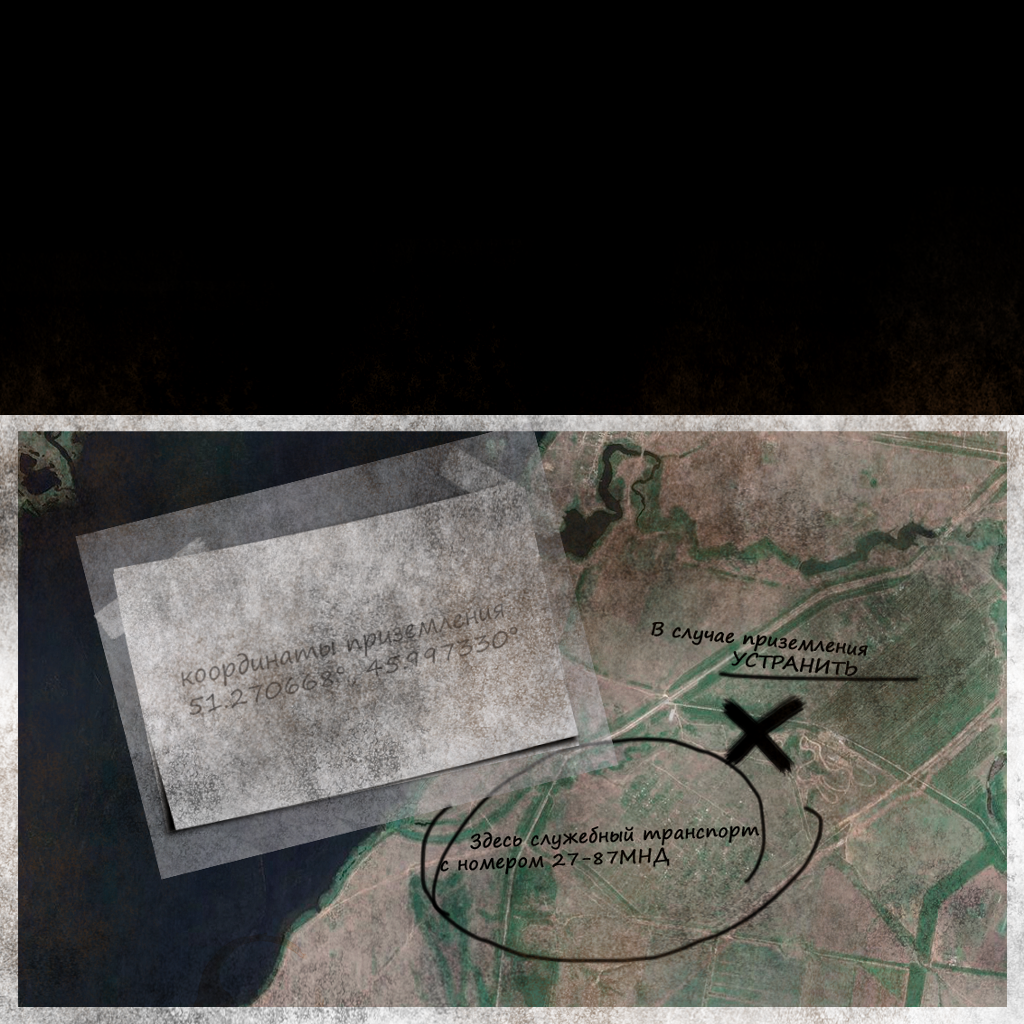 координаты приземления
51.270668°, 45.997330°
В случае приземления
УСТРАНИТЬ
Здесь служебный транспорт
с номером 27-87МНД